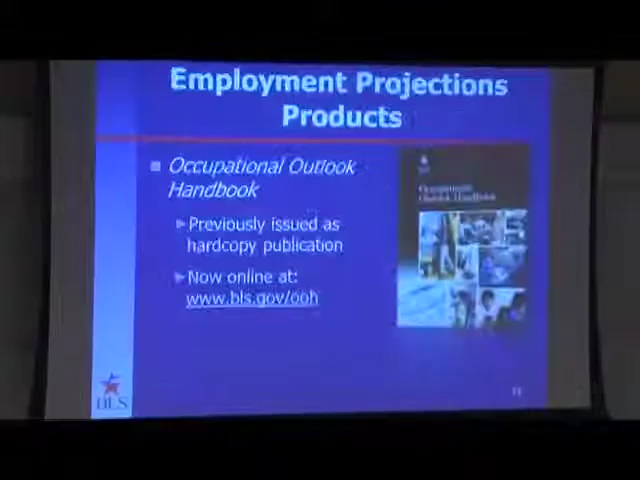 Employment Projections
Products
Occupational Outlook
Handbook
Previously issued as
hardcopy publication
Now online at:
www.bls.gov/ooh
Occupational
Outlook Handbook
BLS